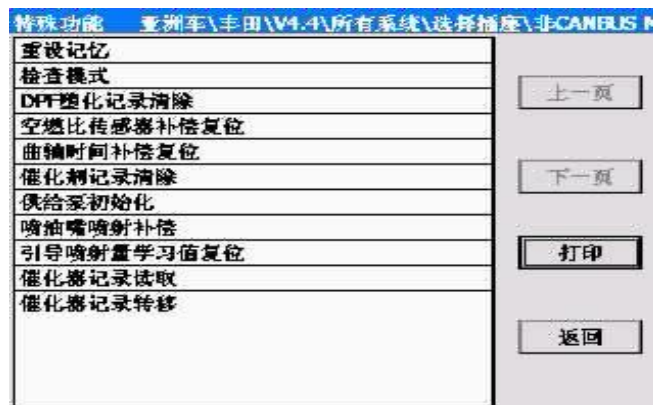 特殊功能 亚洲车\丰田\V4.4\所有系统\选择插座\非CANBUS M
重设记忆
检查模式
DPF塑化记录清除
空燃比传感器补偿复位
曲轴时间补偿复位
催化剂记录清除
供给泵初始化
喷油嘴喷射补偿
引导喷射量学习值复位
催化器记录读取
催化器记录转移
上一页
下一页
打印
返回